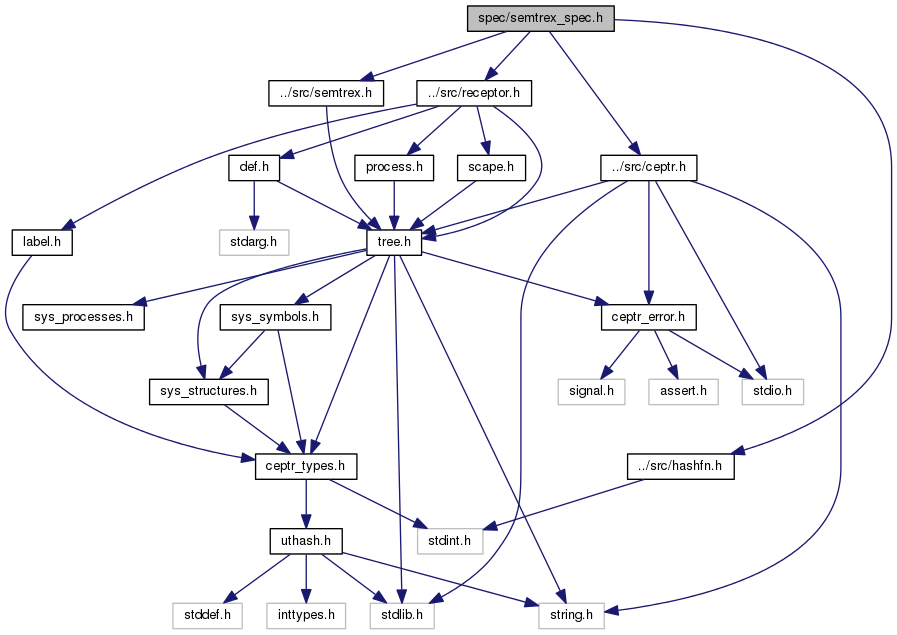 spec/semtrex_spec.h
../src/semtrex.h
../src/receptor.h
def.h
process.h
scape.h
../src/ceptr.h
label.h
stdarg.h
tree.h
sys_processes.h
sys_symbols.h
ceptr_error.h
sys_structures.h
signal.h
assert.h
stdio.h
ceptr_types.h
../src/hashfn.h
uthash.h
stdint.h
stddef.h
inttypes.h
stdlib.h
string.h